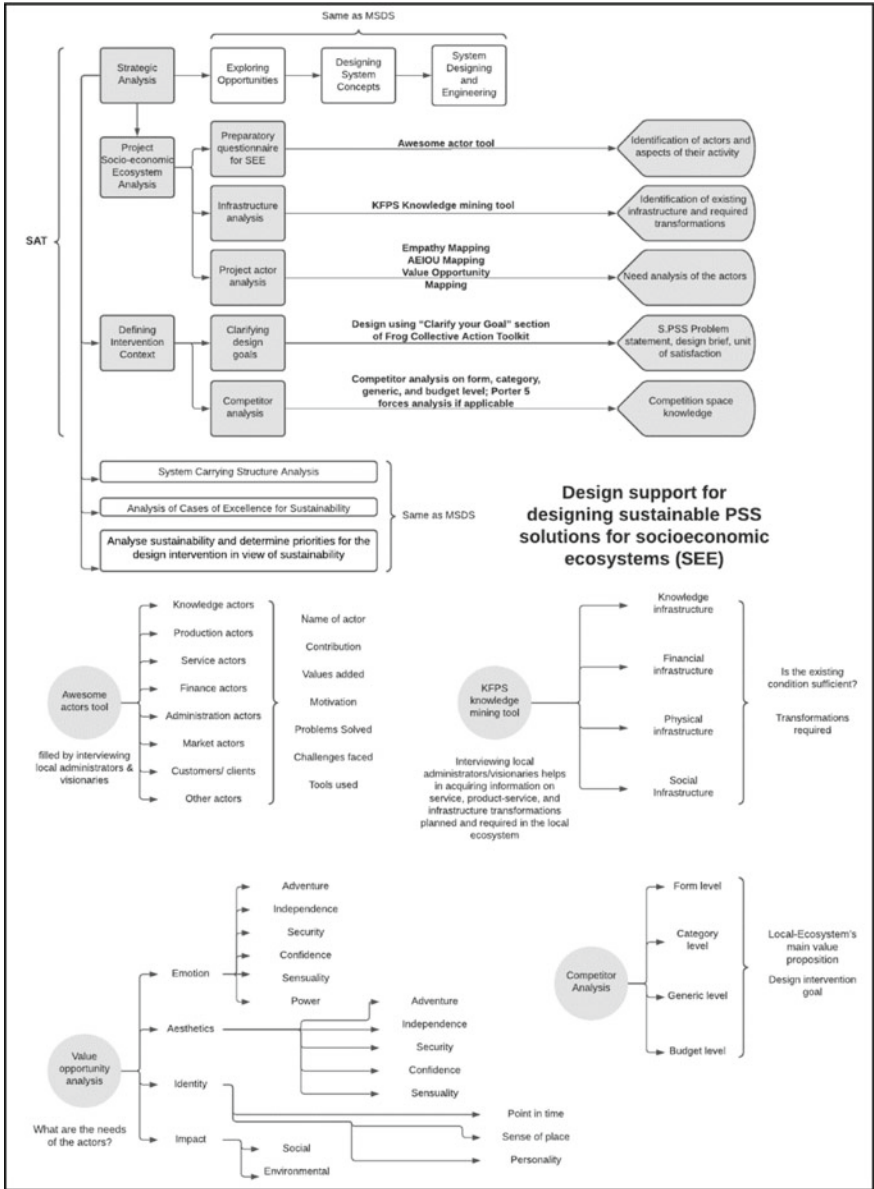 Same as MSDS
Strategic
Analysis
Exploring
Opportunities
Designing
System
Concepts
System
Designing
and
Engineering
Project
Socio-economic
Ecosystem
Analysis
Preparatory
questionnaire
for SEE
Awesome actor tool
Identification of actors and
aspects of their activity
Infrastructure
analysis
KFPS Knowledge mining tool
Identification of existing
infrastructure and required
transformations
SAT
Project actor
analysis
Empathy Mapping
AEIOU Mapping
Value Opportunity
Mapping
Need analysis of the actors
Defining
Intervention
Context
Clarifying
design
goals
Design using “Clarify your Goal” section
of Frog Collective Action Toolkit
S.PSS Problem
statement, design brief, unit
of satisfaction
Competitor
analysis
Competitor analysis on form, category,
generic, and budget level; Porter 5
forces analysis if applicable
Competition space
knowledge
System Carrying Structure Analysis
Analysis of Cases of Excellence for Sustainability
Analyse sustainability and determine priorities for the
design intervention in view of sustainability
Same as MSDS
Design support for
designing sustainable PSS
solutions for socioeconomic
ecosystems (SEE)
Awesome
actors tool
filled by interviewing
local administrators &
visionaries
Knowledge actors
Production actors
Service actors
Finance actors
Administration actors
Market actors
Customers/ clients
Other actors
Name of actor
Contribution
Values added
Motivation
Problems Solved
Challenges faced
Tools used
KFPS
knowledge
mining tool
Interviewing local
administrators/visionaries helps
in acquiring information on
service, product-service, and
infrastructure transformations
planned and required in the local
ecosystem
Knowledge
infrastructure
Financial
infrastructure
Physical
infrastructure
Social
Infrastructure
Is the existing
condition sufficient?
Transformations
required
Value
opportunity
analysis
What are the needs
of the actors?
Emotion
Adventure
Independence
Security
Confidence
Sensuality
Power
Aesthetics
Adventure
Independence
Security
Confidence
Sensuality
Identity
Point in time
Sense of place
Personality
Impact
Social
Environmental
Competitor
Analysis
Form level
Category
level
Generic level
Budget level
Local-Ecosystem's
main value
proposition
Design intervention
goal